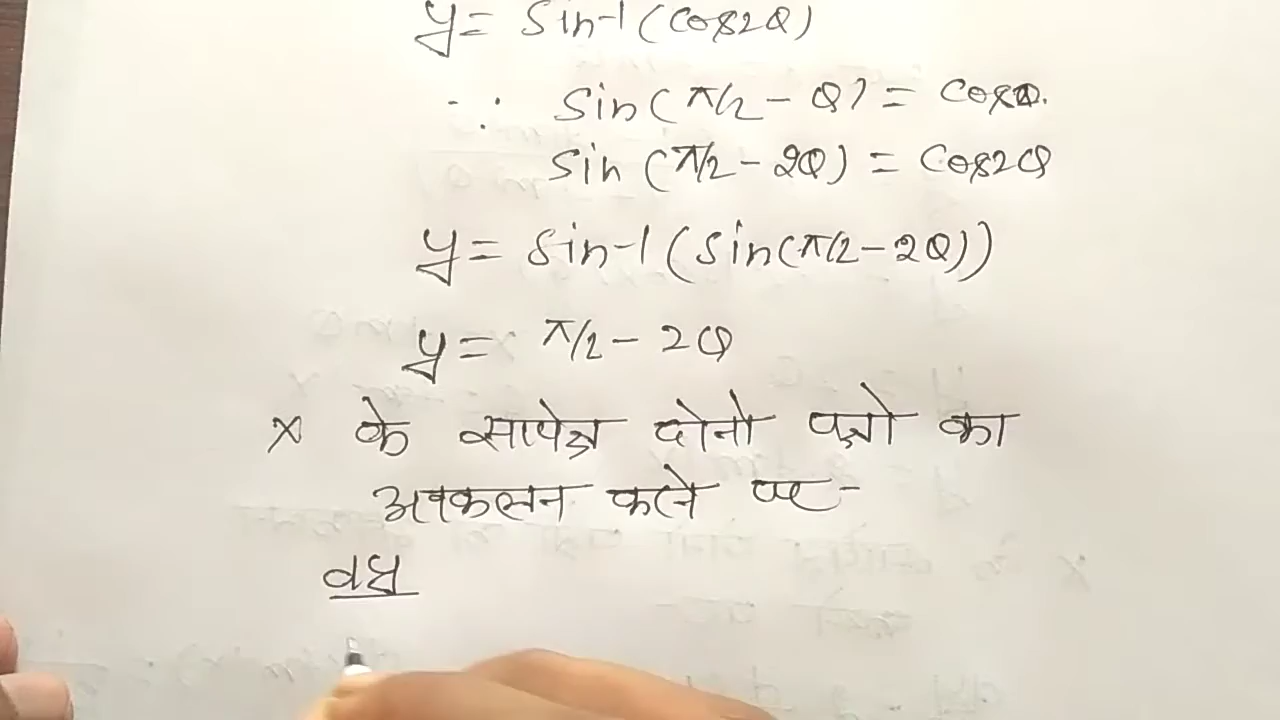 y = sin-1(cos2θ)
∵ sin(π/2 - θ) = cosθ.
sin(π/2 - 2θ) = cos2θ
y = sin-1(sin(π/2 - 2θ))
y = π/2 - 2θ
x के सापेक्ष दोनो पक्षो का
अवकलन करने पर -